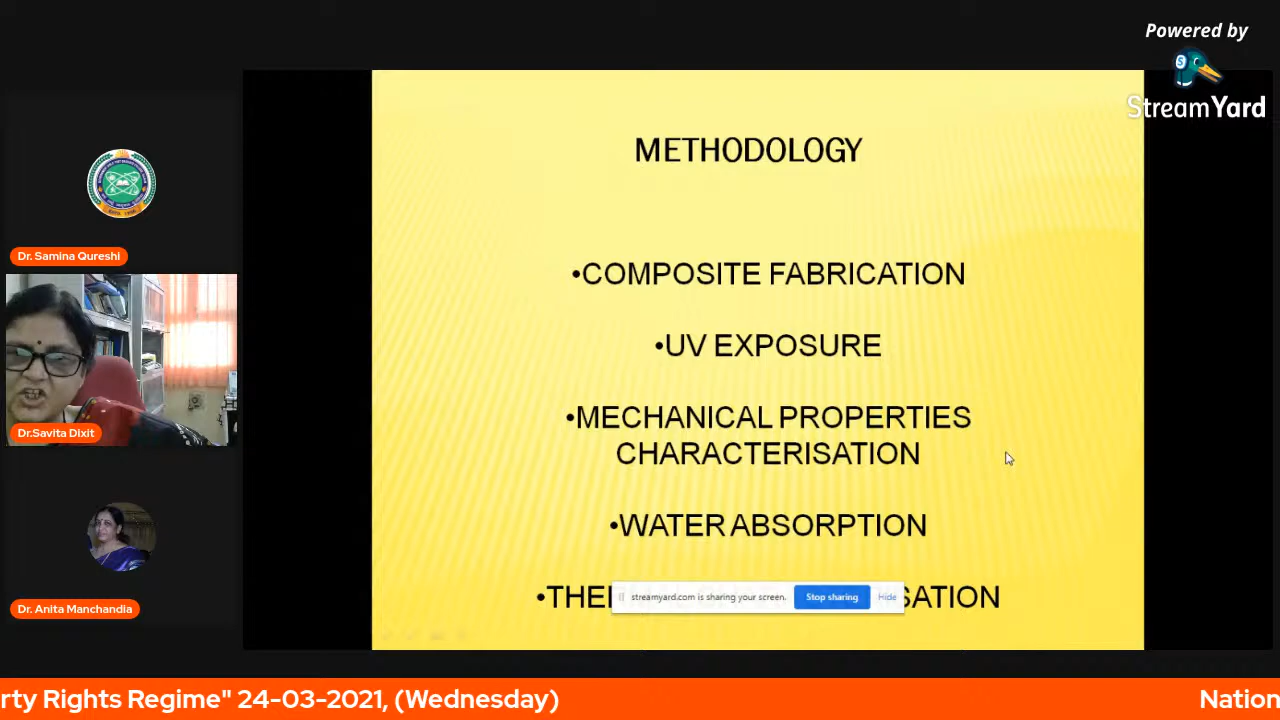 Powered by
StreamYard
METHODOLOGY
•COMPOSITE FABRICATION
•UV EXPOSURE
•MECHANICAL PROPERTIES
CHARACTERISATION
•WATER ABSORPTION
streamyard.com is sharing your screen.
Stop sharing
Hide
Dr. Samina Qureshi
Dr.Savita Dixit
Dr. Anita Manchandia
rty Rights Regime" 24-03-2021, (Wednesday)
Nation